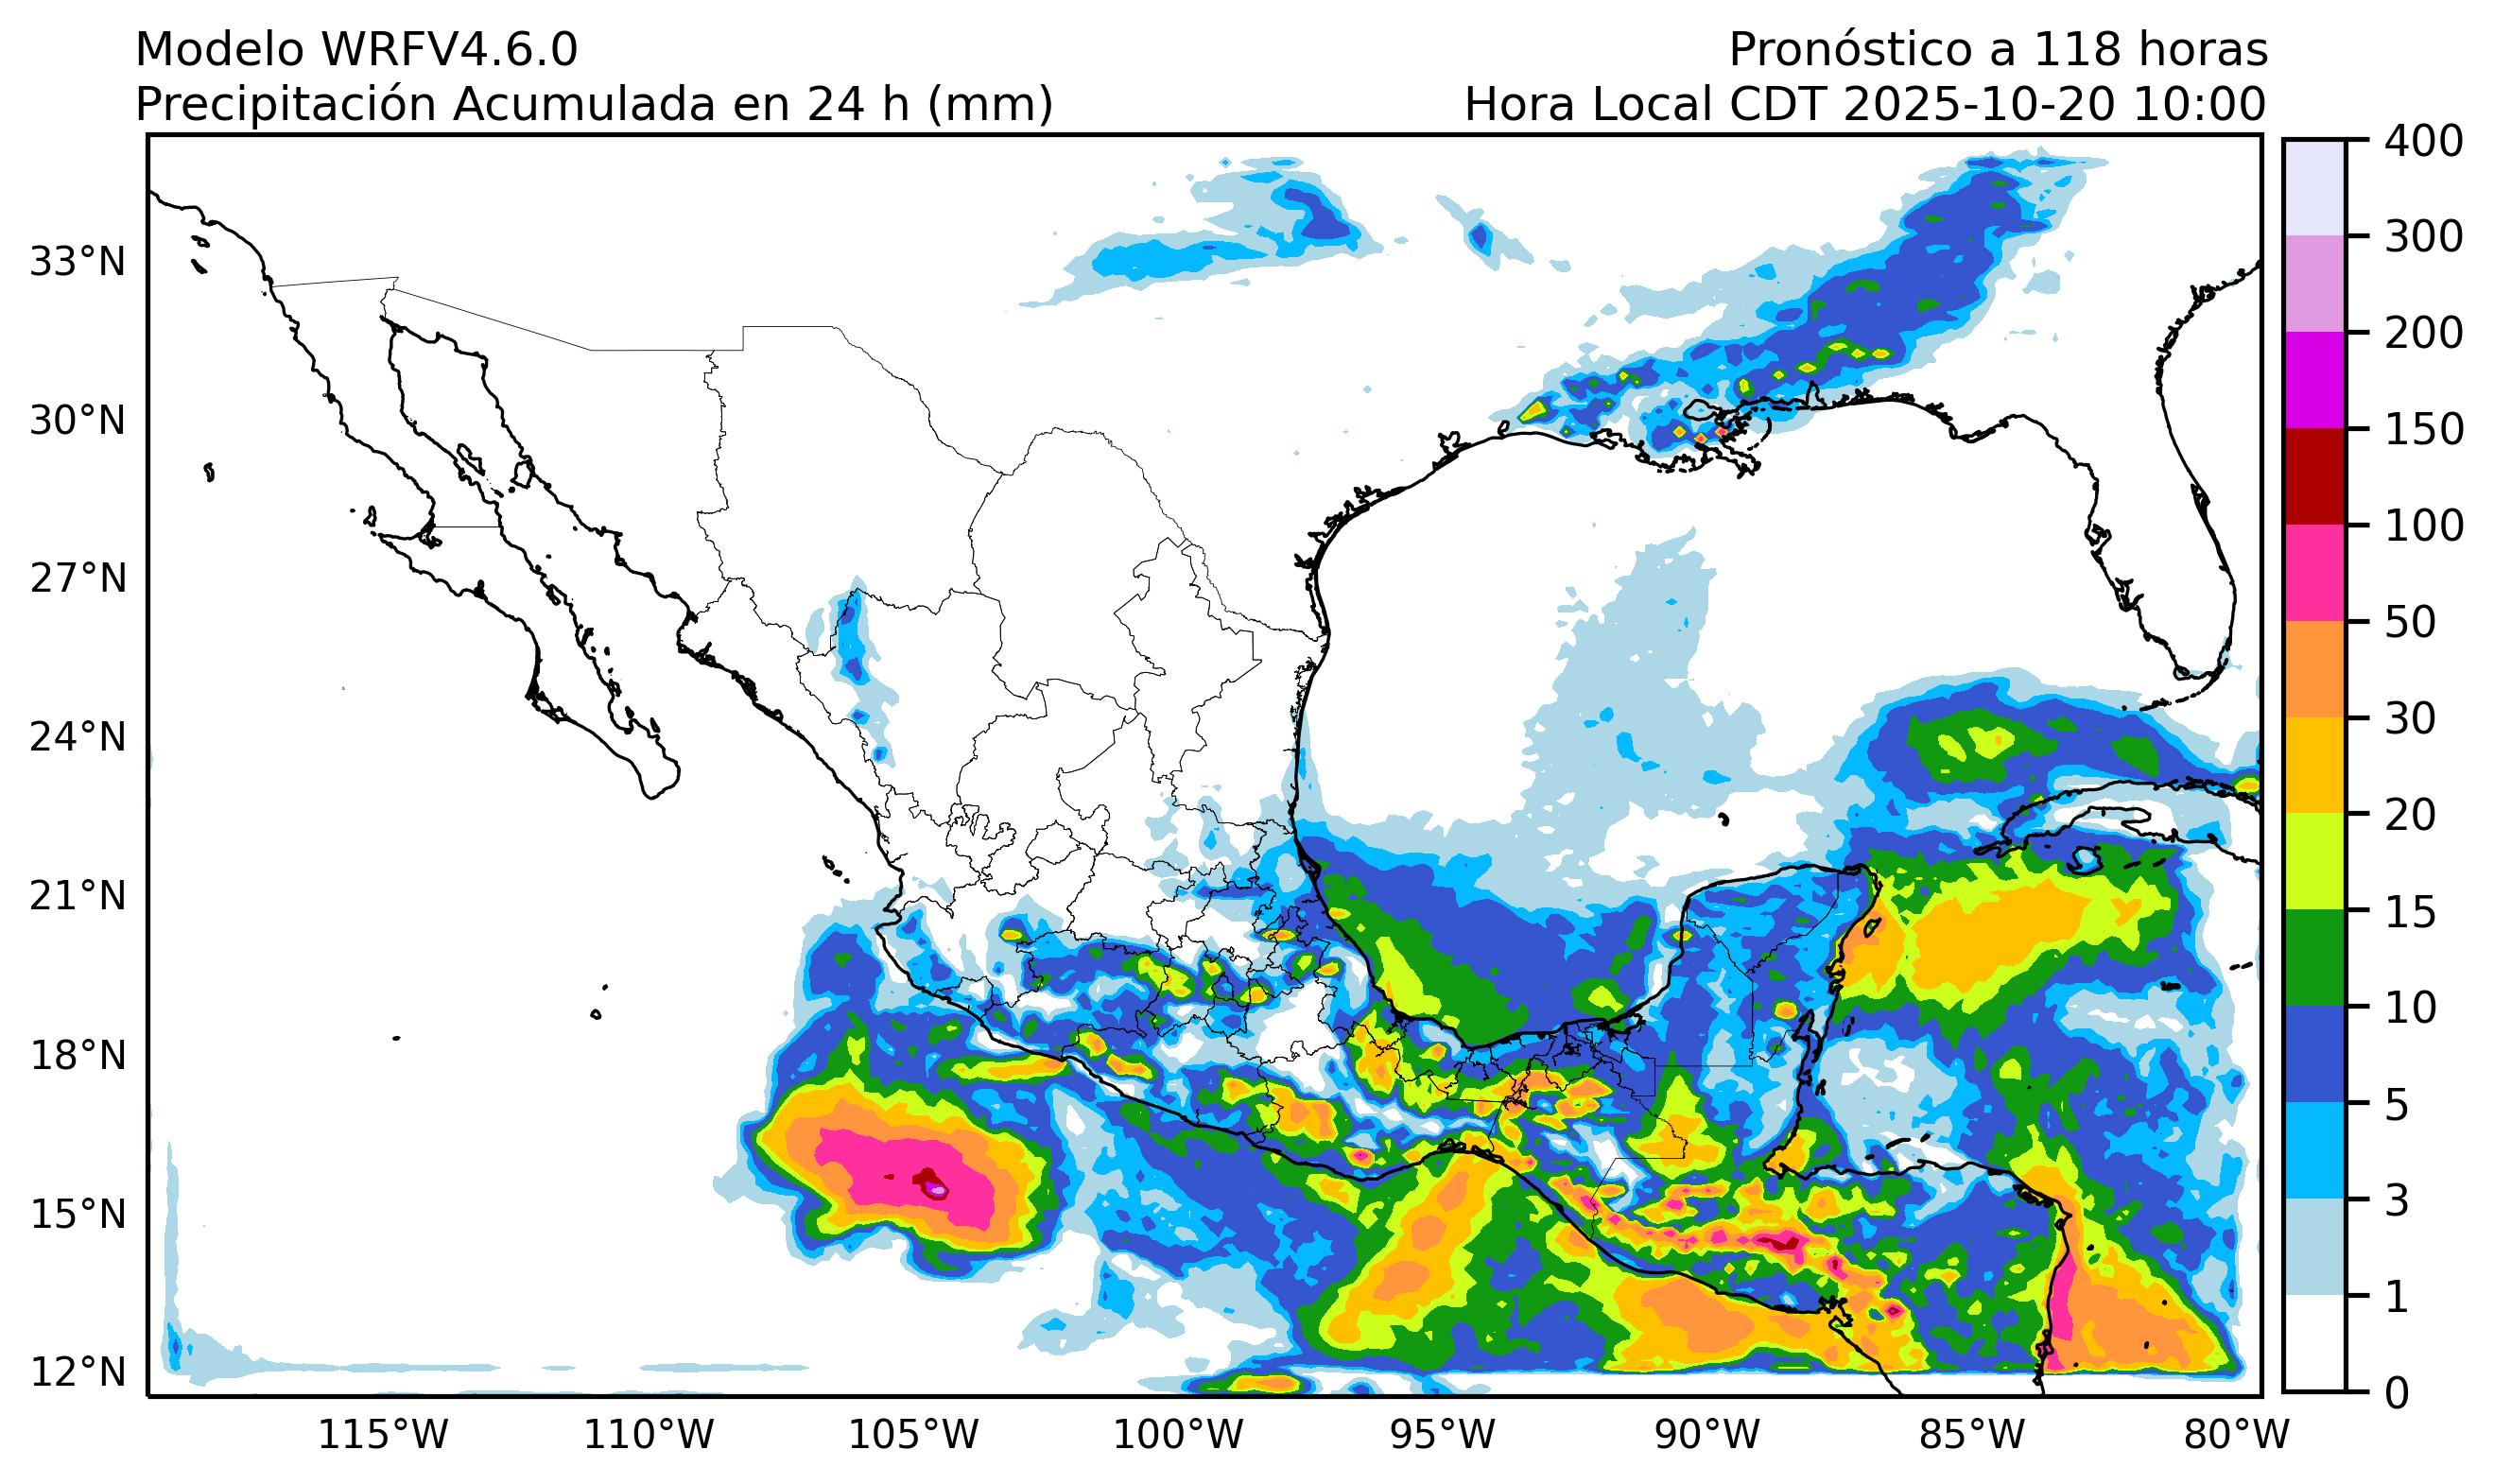 Modelo WRFV4.6.0
Pronóstico a 118 horas
Precipitación Acumulada en 24 h (mm)
Hora Local CDT 2025-10-20 10:00
33°N
30°N
27°N
24°N
21°N
18°N
15°N
12°N
115°W
110°W
105°W
100°W
95°W
90°W
85°W
80°W
400
300
200
150
100
50
30
20
15
10
5
3
1
0